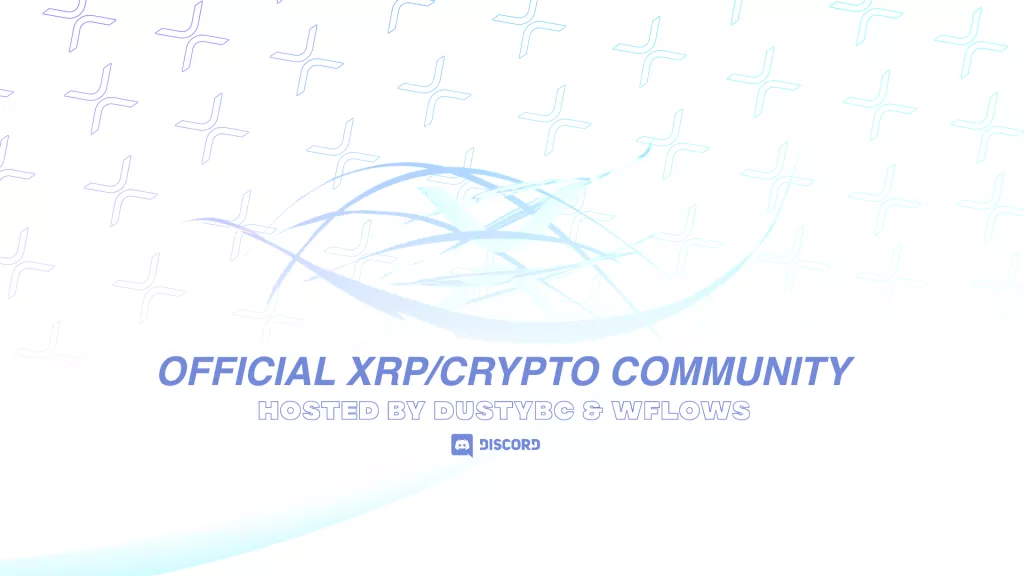 OFFICIAL XRP/CRYPTO COMMUNITY
HOSTED BY DUSTYBC & WFLOWS
DISCORD